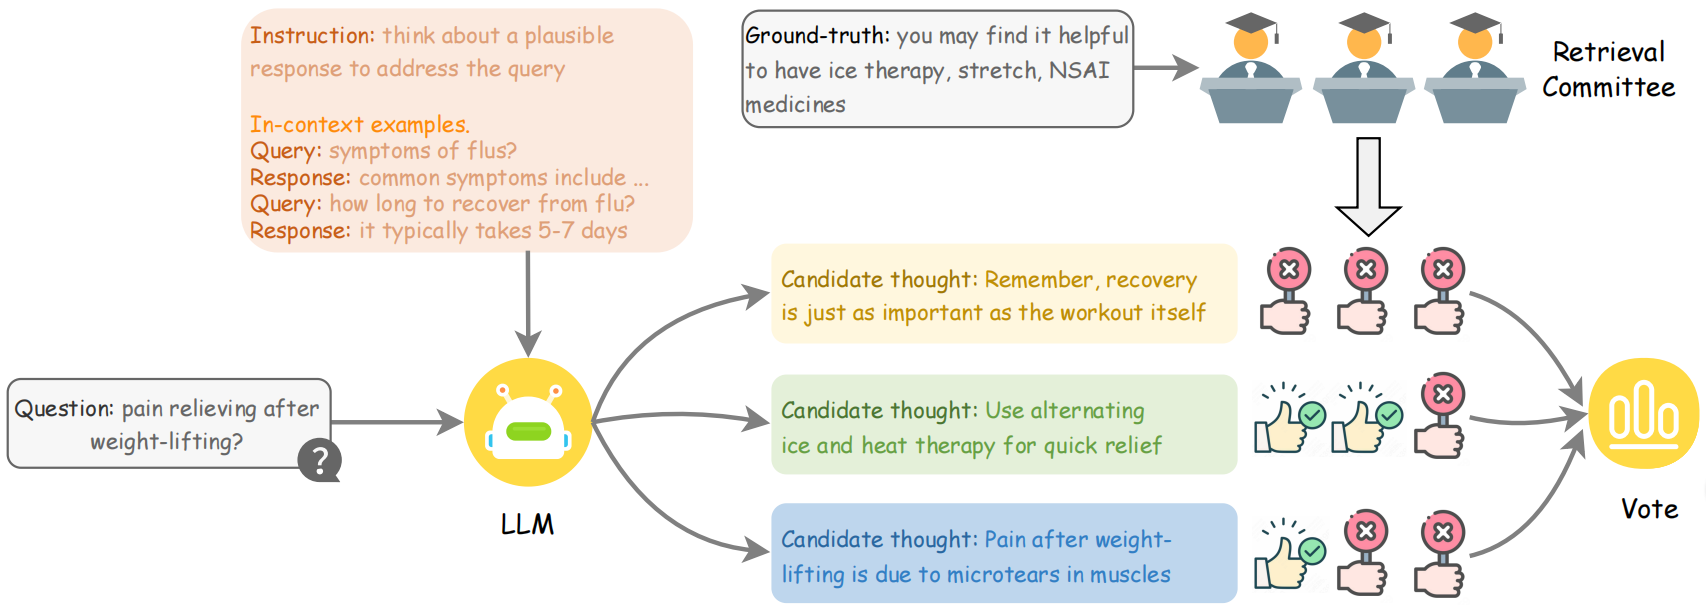 Instruction: think about a plausible
response to address the query
In-context examples.
Query: symptoms of flus?
Response: common symptoms include ...
Query: how long to recover from flu?
Response: it typically takes 5-7 days
Ground-truth: you may find it helpful
to have ice therapy, stretch, NSAI
medicines
Retrieval
Committee
Question: pain relieving after
weight-lifting?
?
LLM
Candidate thought: Remember, recovery
is just as important as the workout itself
Candidate thought: Use alternating
ice and heat therapy for quick relief
Candidate thought: Pain after weight-
lifting is due to microtears in muscles
Vote